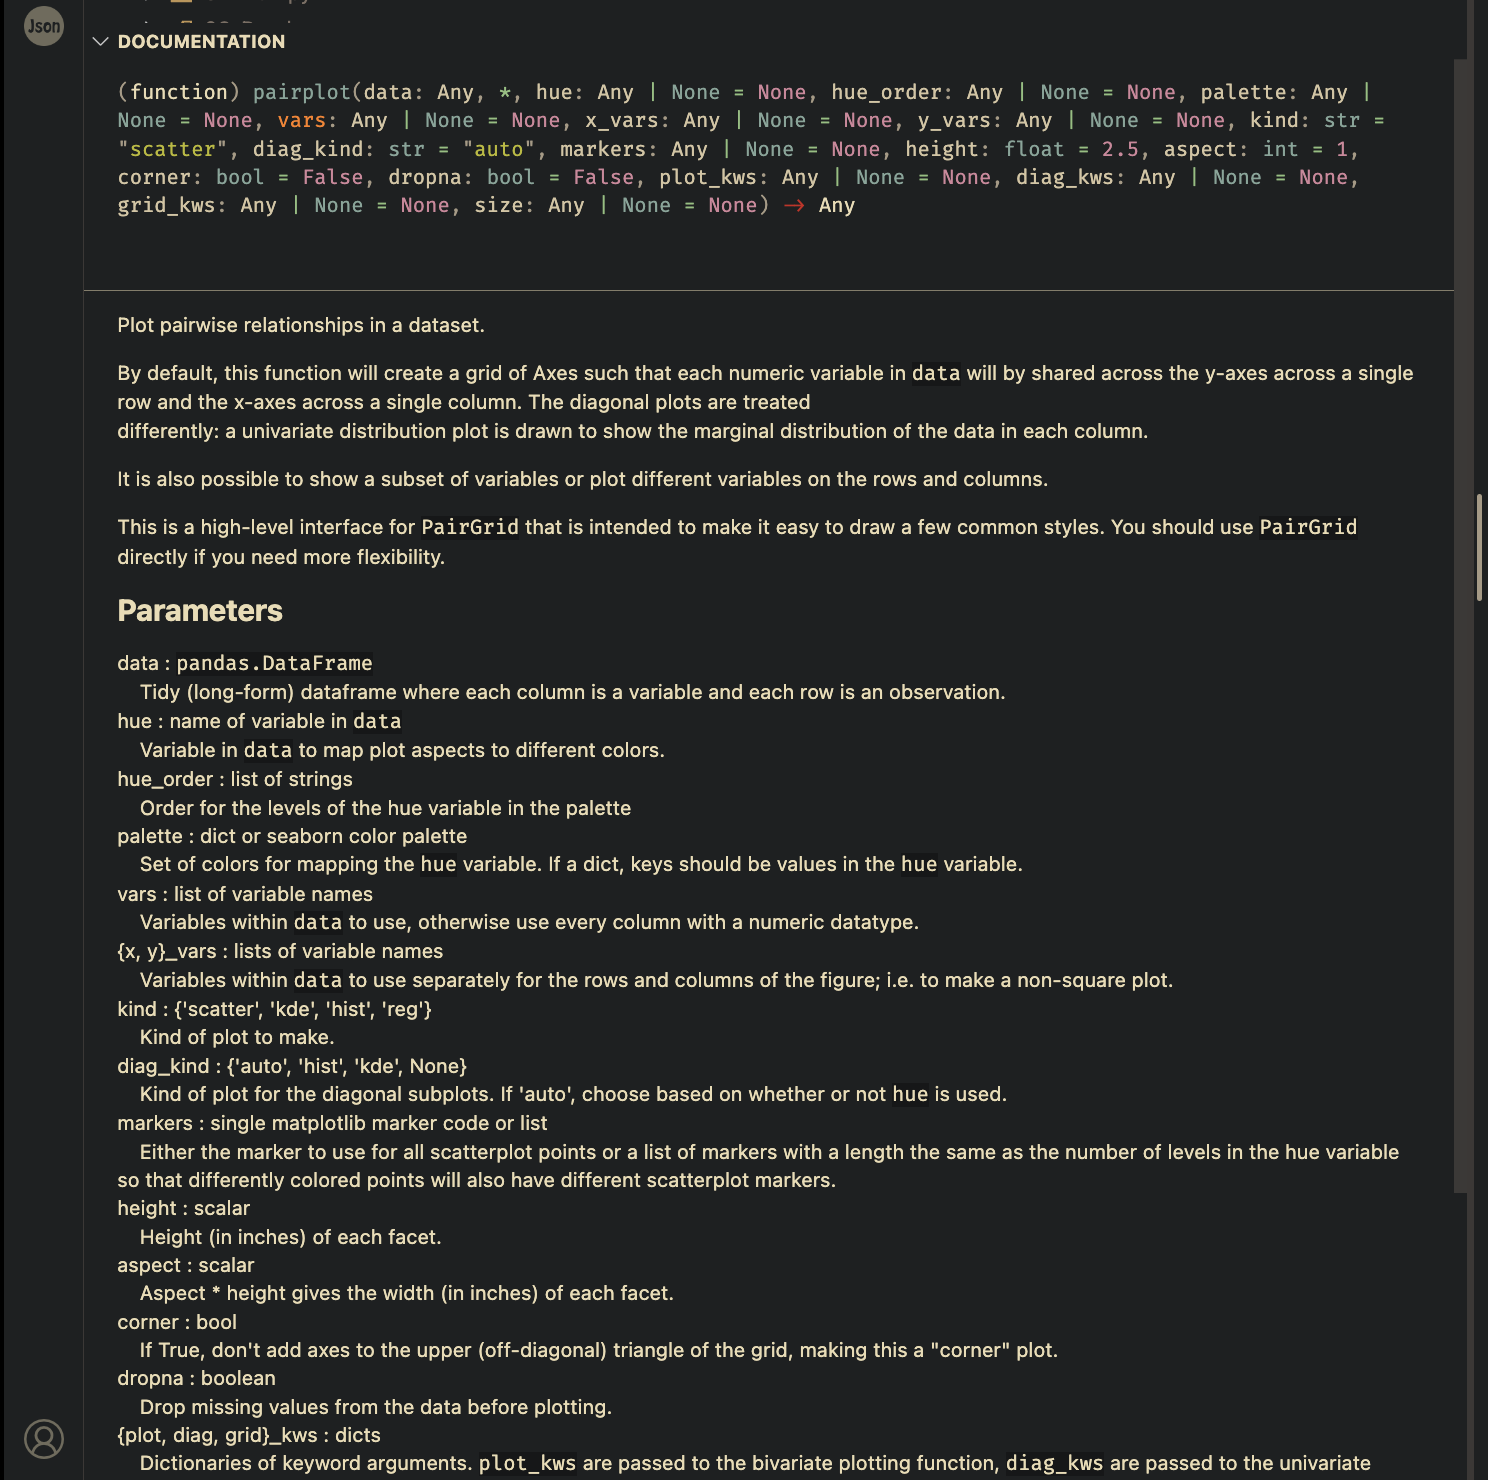 Json
DOCUMENTATION
(function) pairplot(data: Any, *, hue: Any | None = None, hue_order: Any | None = None, palette: Any |
None = None, vars: Any | None = None, x_vars: Any | None = None, y_vars: Any | None = None, kind: str =
"scatter", diag_kind: str = "auto", markers: Any | None = None, height: float = 2.5, aspect: int = 1,
corner: bool = False, dropna: bool = False, plot_kws: Any | None = None, diag_kws: Any | None = None,
grid_kws: Any | None = None, size: Any | None = None) → Any
Plot pairwise relationships in a dataset.
By default, this function will create a grid of Axes such that each numeric variable in data will by shared across the y-axes across a single
row and the x-axes across a single column. The diagonal plots are treated
differently: a univariate distribution plot is drawn to show the marginal distribution of the data in each column.
It is also possible to show a subset of variables or plot different variables on the rows and columns.
This is a high-level interface for PairGrid that is intended to make it easy to draw a few common styles. You should use PairGrid
directly if you need more flexibility.
Parameters
data : pandas.DataFrame
Tidy (long-form) dataframe where each column is a variable and each row is an observation.
hue : name of variable in data
Variable in data to map plot aspects to different colors.
hue_order : list of strings
Order for the levels of the hue variable in the palette
palette : dict or seaborn color palette
Set of colors for mapping the hue variable. If a dict, keys should be values in the hue variable.
vars : list of variable names
Variables within data to use, otherwise use every column with a numeric datatype.
{x, y}_vars : lists of variable names
Variables within data to use separately for the rows and columns of the figure; i.e. to make a non-square plot.
kind : {'scatter', 'kde', 'hist', 'reg'}
Kind of plot to make.
diag_kind : {'auto', 'hist', 'kde', None}
Kind of plot for the diagonal subplots. If 'auto', choose based on whether or not hue is used.
markers : single matplotlib marker code or list
Either the marker to use for all scatterplot points or a list of markers with a length the same as the number of levels in the hue variable
so that differently colored points will also have different scatterplot markers.
height : scalar
Height (in inches) of each facet.
aspect : scalar
Aspect * height gives the width (in inches) of each facet.
corner : bool
If True, don't add axes to the upper (off-diagonal) triangle of the grid, making this a "corner" plot.
dropna : boolean
Drop missing values from the data before plotting.
{plot, diag, grid}_kws : dicts
Dictionaries of keyword arguments. plot_kws are passed to the bivariate plotting function, diag_kws are passed to the univariate